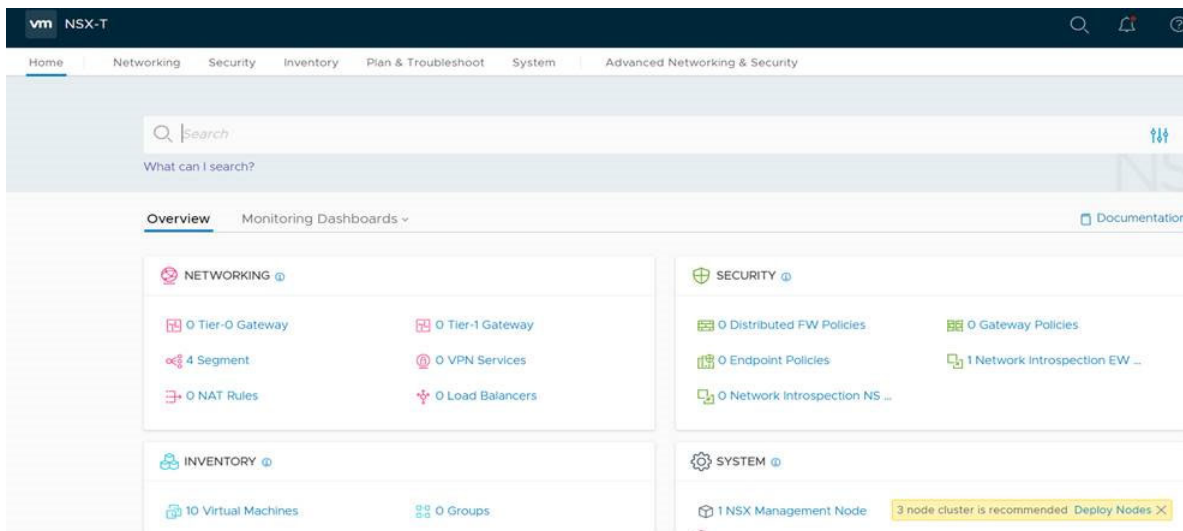 vm NSX-T
Home Networking Security Inventory Plan & Troubleshoot System Advanced Networking & Security
Search
What can I search?
NS
Overview Monitoring Dashboards
Documentation
NETWORKING
0 Tier-0 Gateway 0 Tier-1 Gateway
4 Segment 0 VPN Services
0 NAT Rules 0 Load Balancers
SECURITY
0 Distributed FW Policies 0 Gateway Policies
0 Endpoint Policies 1 Network Introspection EW ...
0 Network Introspection NS ...
INVENTORY
10 Virtual Machines 0 Groups
SYSTEM
1 NSX Management Node 3 node cluster is recommended Deploy Nodes